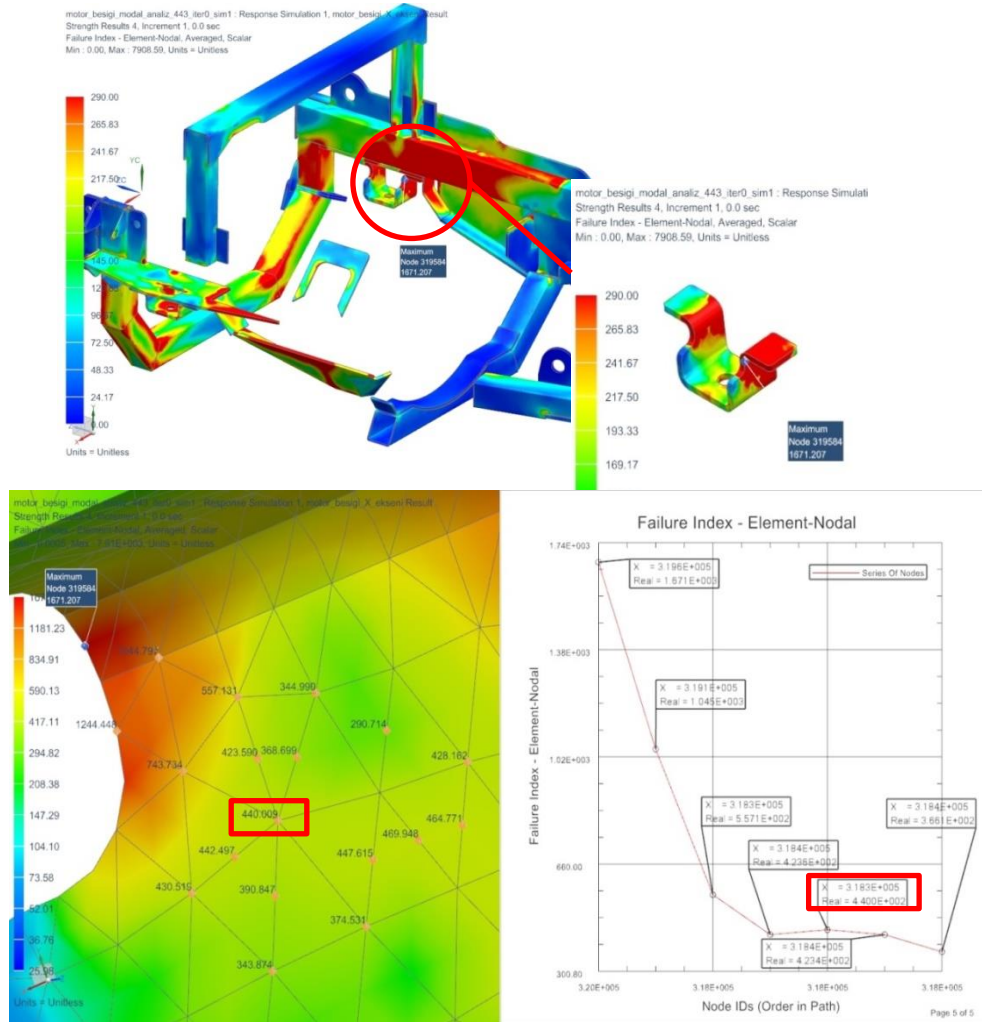 motor_besigi_modal_analiz_443_iter0_sim1 : Response Simulation 1, motor_besigi_X_ekseni Result
Strength Results 4, Increment 1, 0.0 sec
Failure Index - Element-Nodal, Averaged, Scalar
Min : 0.00, Max : 7908.59, Units = Unitless
290.00
265.83
241.67
217.50
145.00
72.50
48.33
24.17
0.00
Units = Unitless
YC
Maximum
Node 319584
1671.207
motor_besigi_modal_analiz_443_iter0_sim1 : Response Simulati
Strength Results 4, Increment 1, 0.0 sec
Failure Index - Element-Nodal, Averaged, Scalar
Min : 0.00, Max : 7908.59, Units = Unitless
290.00
265.83
241.67
217.50
193.33
169.17
Maximum
Node 319584
1671.207
Strength Results 4, Increment 1, 0.0 sec
Maximum
Node 319584
1671.207
1181.23
834.91
590.13
417.11
294.82
208.38
147.29
104.10
73.58
52.01
36.76
25.98
Units = Unitless
557.131
344.990
1244.448
290.714
423.590
368.699
428.162
743.734
440.009
464.771
469.948
442.497
447.615
430.515
390.847
374.531
343.874
Failure Index - Element-Nodal
Series Of Nodes
Failure Index - Element-Nodal
1.74E+003
1.38E+003
1.02E+003
660.00
300.80
X = 3.196E+005
Real = 1.671E+003
X = 3.191E+005
Real = 1.045E+003
X = 3.183E+005
Real = 5.571E+002
X = 3.184E+005
Real = 4.236E+002
X = 3.184E+005
Real = 3.661E+002
X = 3.183E+005
Real = 4.400E+002
X = 3.184E+005
Real = 4.234E+002
3.20E+005
3.18E+005
3.18E+005
3.18E+005
Node IDs (Order in Path)
Page 5 of 5